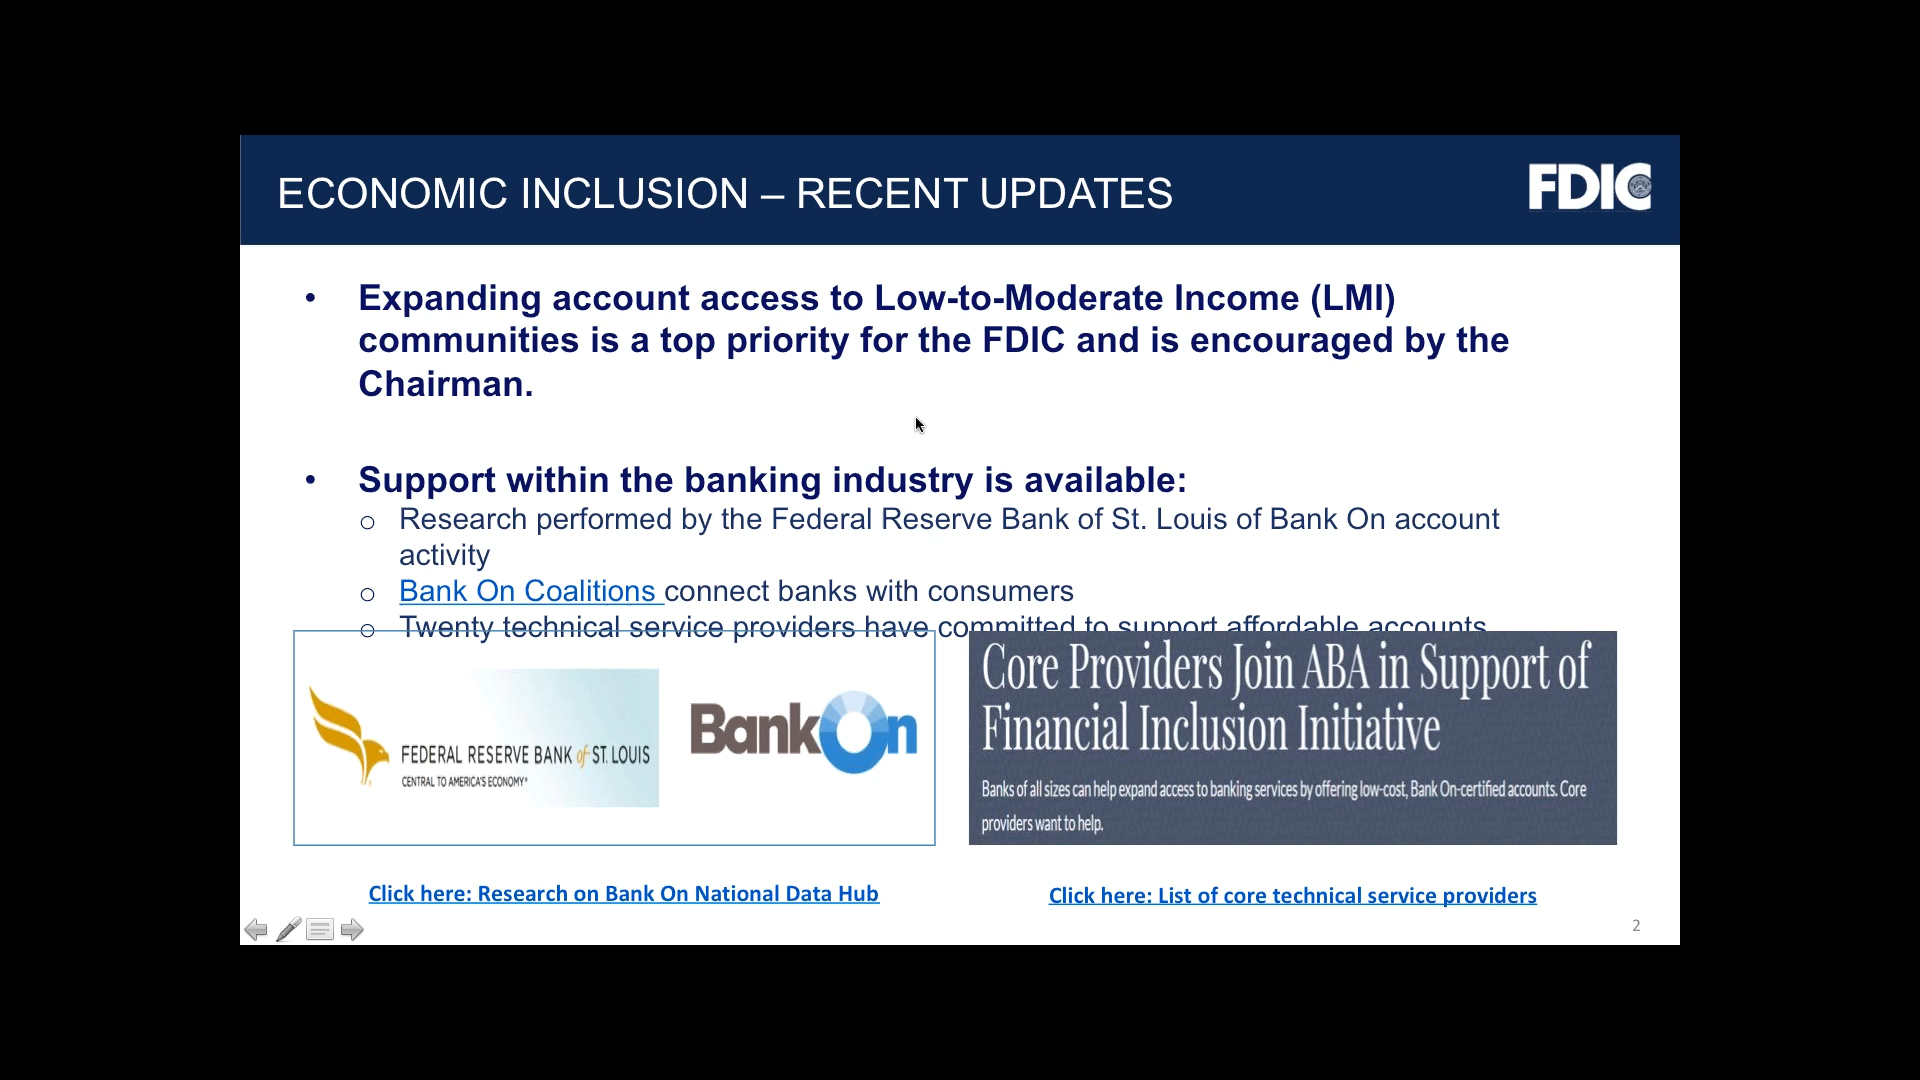 ECONOMIC INCLUSION – RECENT UPDATES
FDIC
• Expanding account access to Low-to-Moderate Income (LMI)
communities is a top priority for the FDIC and is encouraged by the
Chairman.
• Support within the banking industry is available:
o Research performed by the Federal Reserve Bank of St. Louis of Bank On account
activity
o Bank On Coalitions connect banks with consumers
o Twenty technical service providers have committed to support affordable accounts
FEDERAL RESERVE BANK of ST. LOUIS
CENTRAL TO AMERICA'S ECONOMY®
BankOn
Core Providers Join ABA in Support of
Financial Inclusion Initiative
Banks of all sizes can help expand access to banking services by offering low-cost, Bank On-certified accounts. Core
providers want to help.
Click here: Research on Bank On National Data Hub
Click here: List of core technical service providers
2